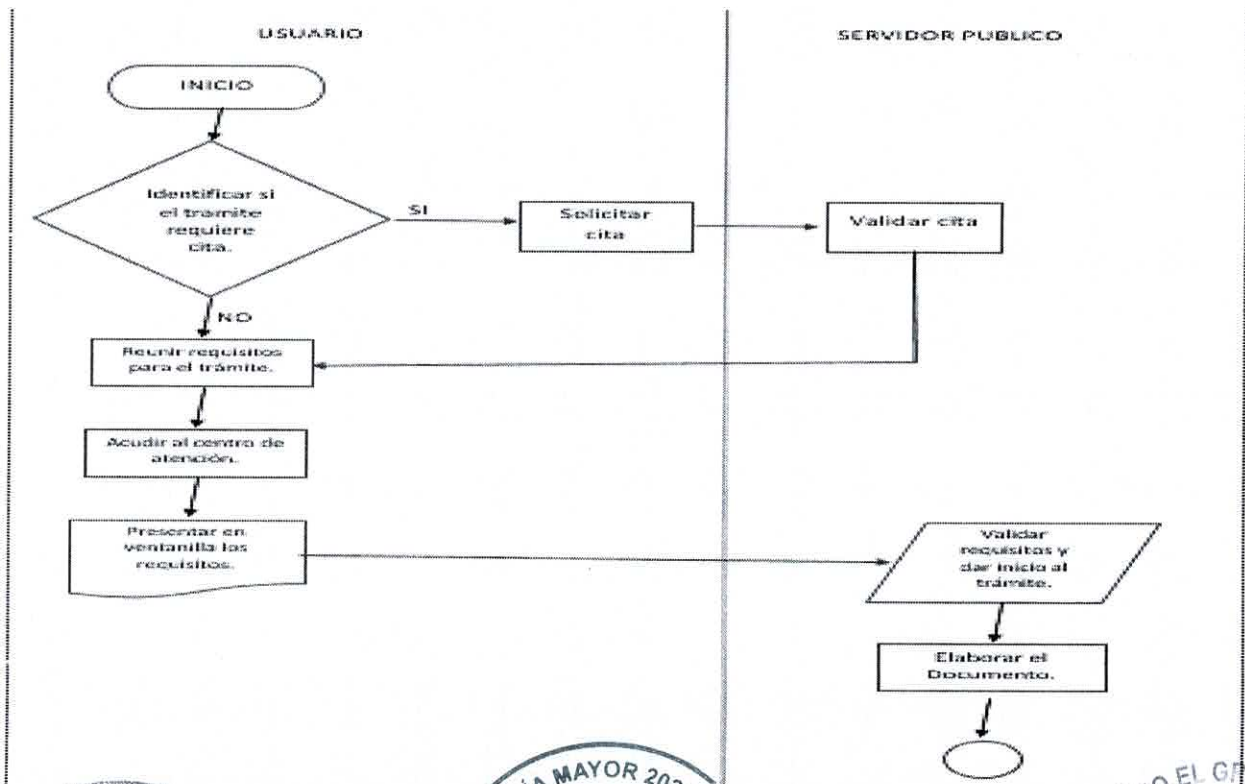 USUARIO
SERVIDOR PUBLICO
INICIO
Identificar si
el tramite
requiere
cita.
SI
Solicitar
cita
Validar cita
NO
Reunir requisitos
para el trámite.
Acudir al centro de
atención.
Presentar en
ventanilla los
requisitos.
Validar
requisitos y
dar inicio al
trámite.
Elaborar el
Documento.
MAYOR
EL